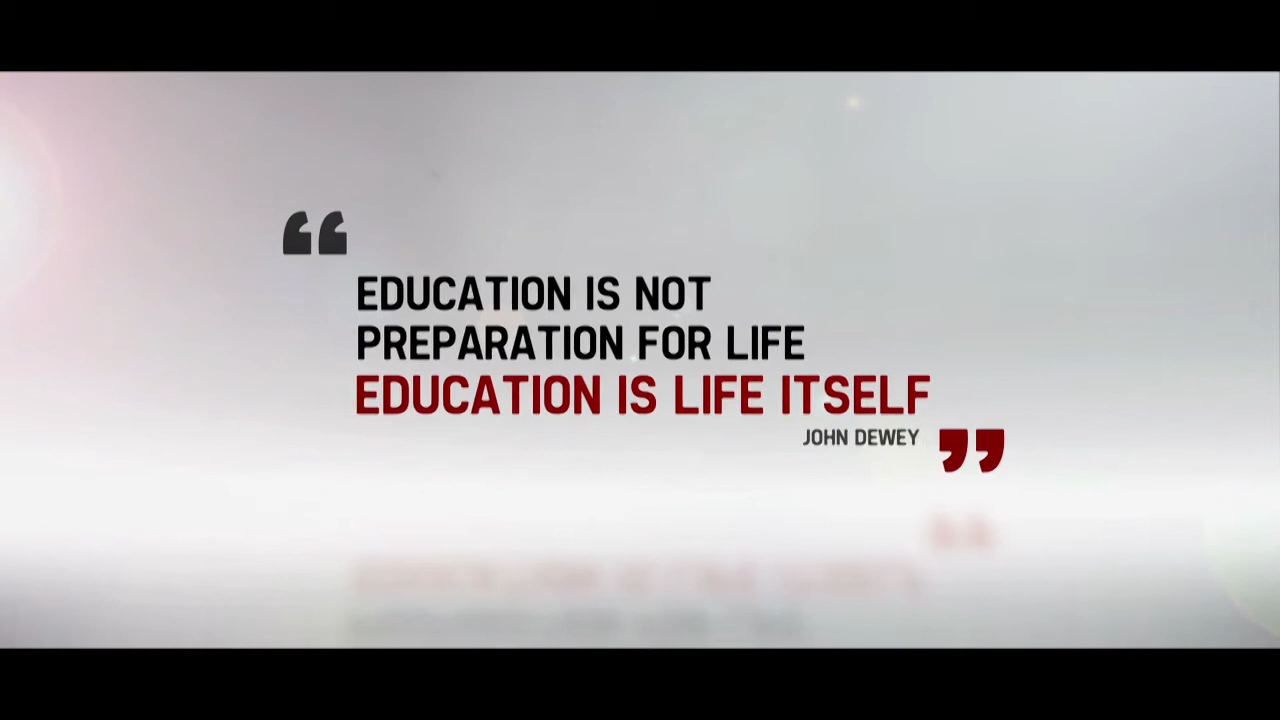 “
EDUCATION IS NOT
PREPARATION FOR LIFE
EDUCATION IS LIFE ITSELF
JOHN DEWEY ”